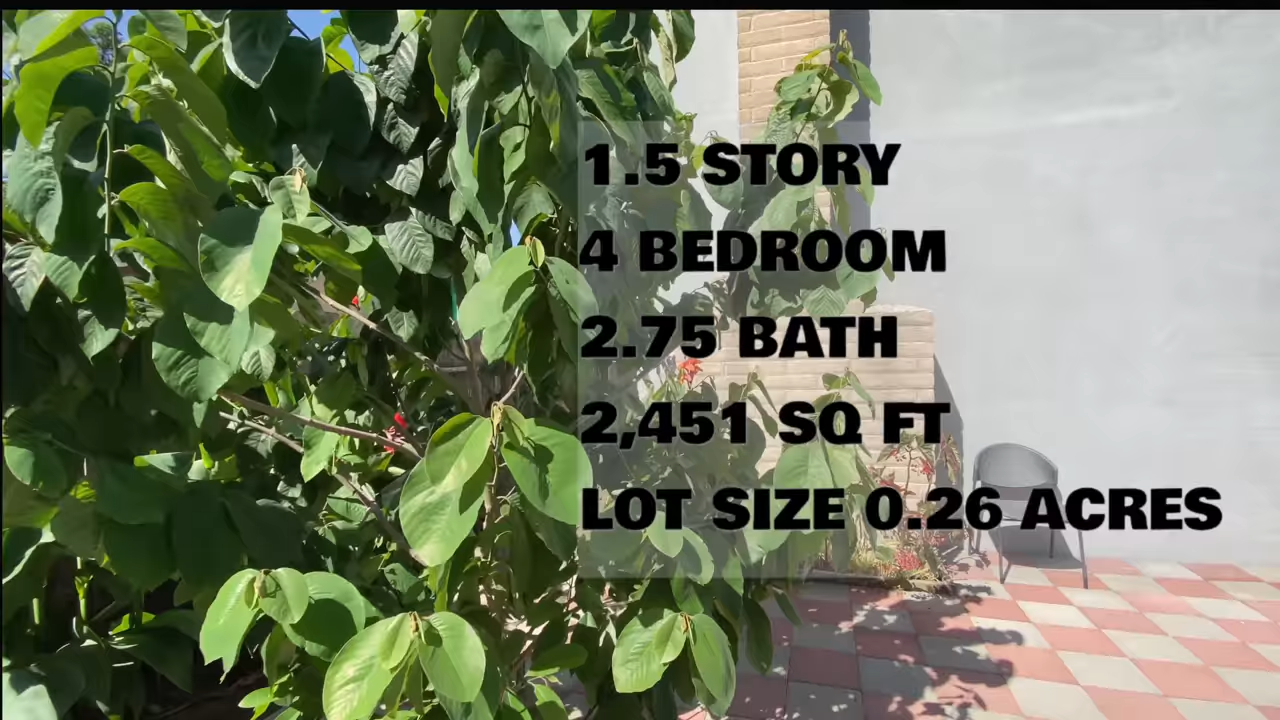 1.5 STORY
4 BEDROOM
2.75 BATH
2,451 SQ FT
LOT SIZE 0.26 ACRES